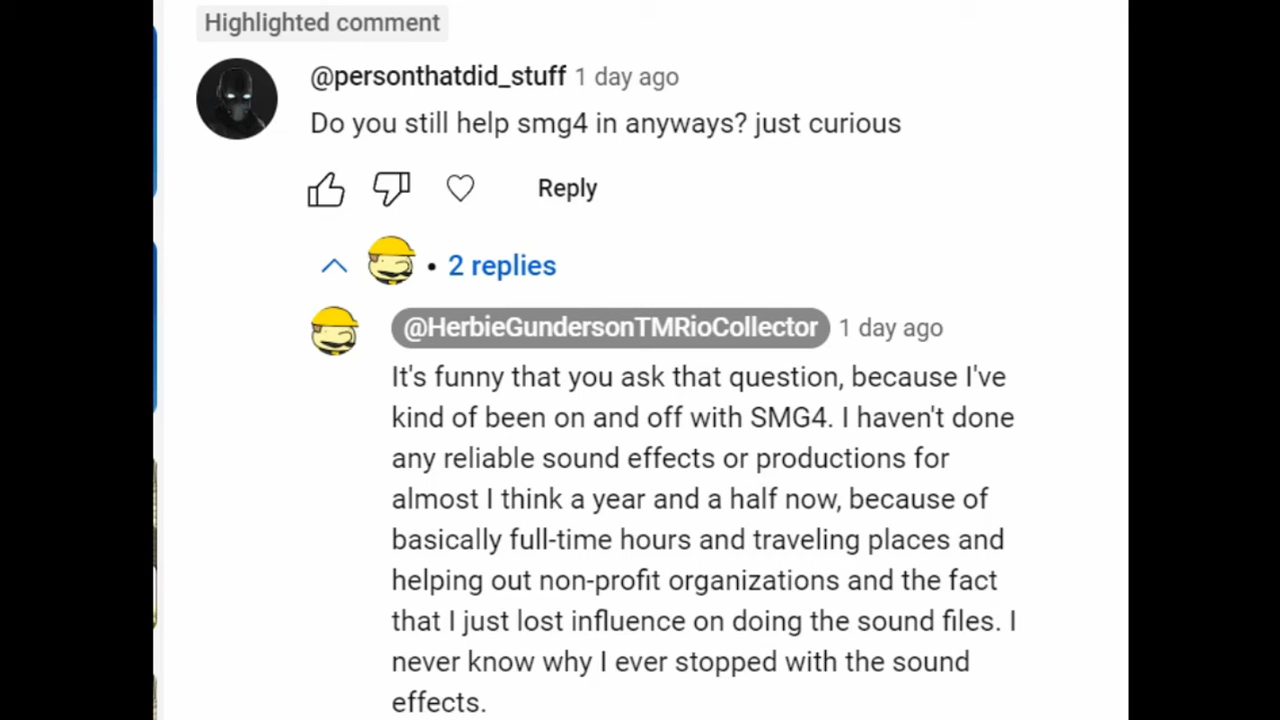 Highlighted comment
@personthatdid_stuff 1 day ago
Do you still help smg4 in anyways? just curious
Reply
• 2 replies
@HerbieGundersonTMRioCollector 1 day ago
It's funny that you ask that question, because I've
kind of been on and off with SMG4. I haven't done
any reliable sound effects or productions for
almost I think a year and a half now, because of
basically full-time hours and traveling places and
helping out non-profit organizations and the fact
that I just lost influence on doing the sound files. I
never know why I ever stopped with the sound
effects.